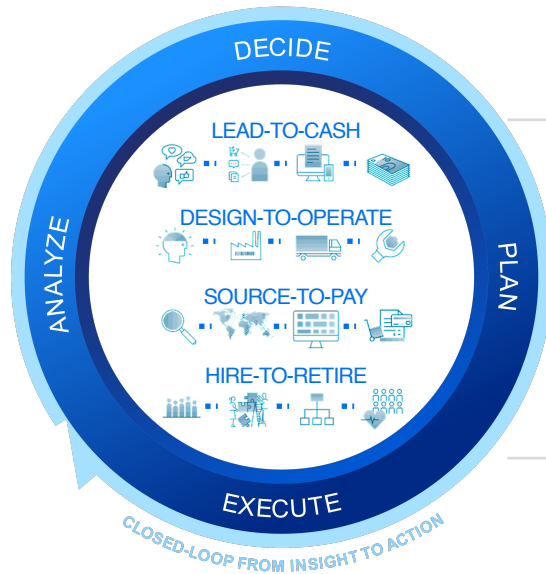 DECIDE
LEAD-TO-CASH
DESIGN-TO-OPERATE
ANALYZE
PLAN
SOURCE-TO-PAY
HIRE-TO-RETIRE
EXECUTE
CLOSED-LOOP FROM INSIGHT TO ACTION